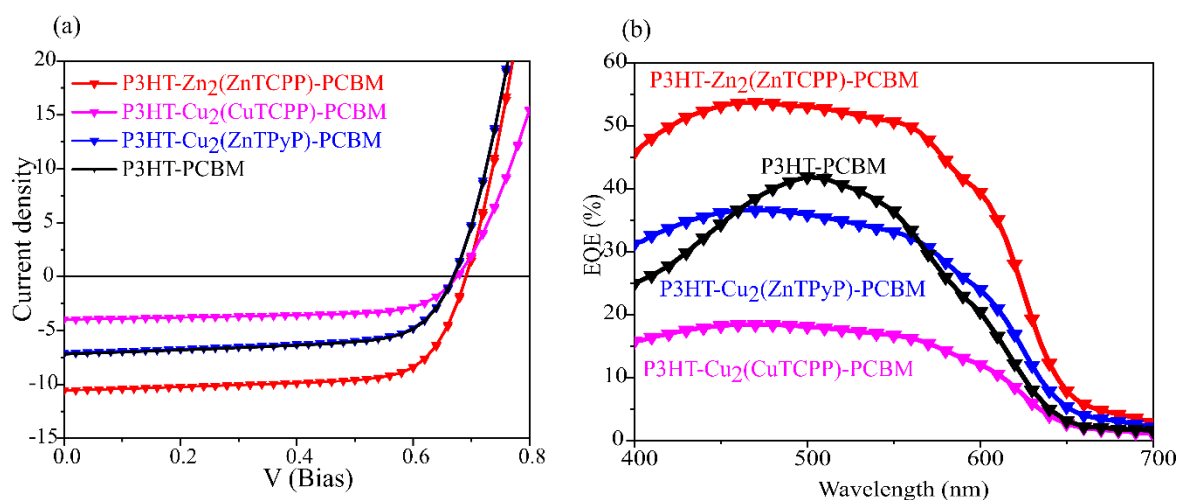 (a)
20
15
10
5
0
-5
-10
-15
Current density
P3HT-Zn₂(ZnTCPP)-PCBM
P3HT-Cu₂(CuTCPP)-PCBM
P3HT-Cu₂(ZnTPyP)-PCBM
P3HT-PCBM
0.0 0.2 0.4 0.6 0.8
V (Bias)
(b)
60
50
40
30
20
10
0
EQE (%)
P3HT-Zn₂(ZnTCPP)-PCBM
P3HT-PCBM
P3HT-Cu₂(ZnTPyP)-PCBM
P3HT-Cu₂(CuTCPP)-PCBM
400 500 600 700
Wavelength (nm)